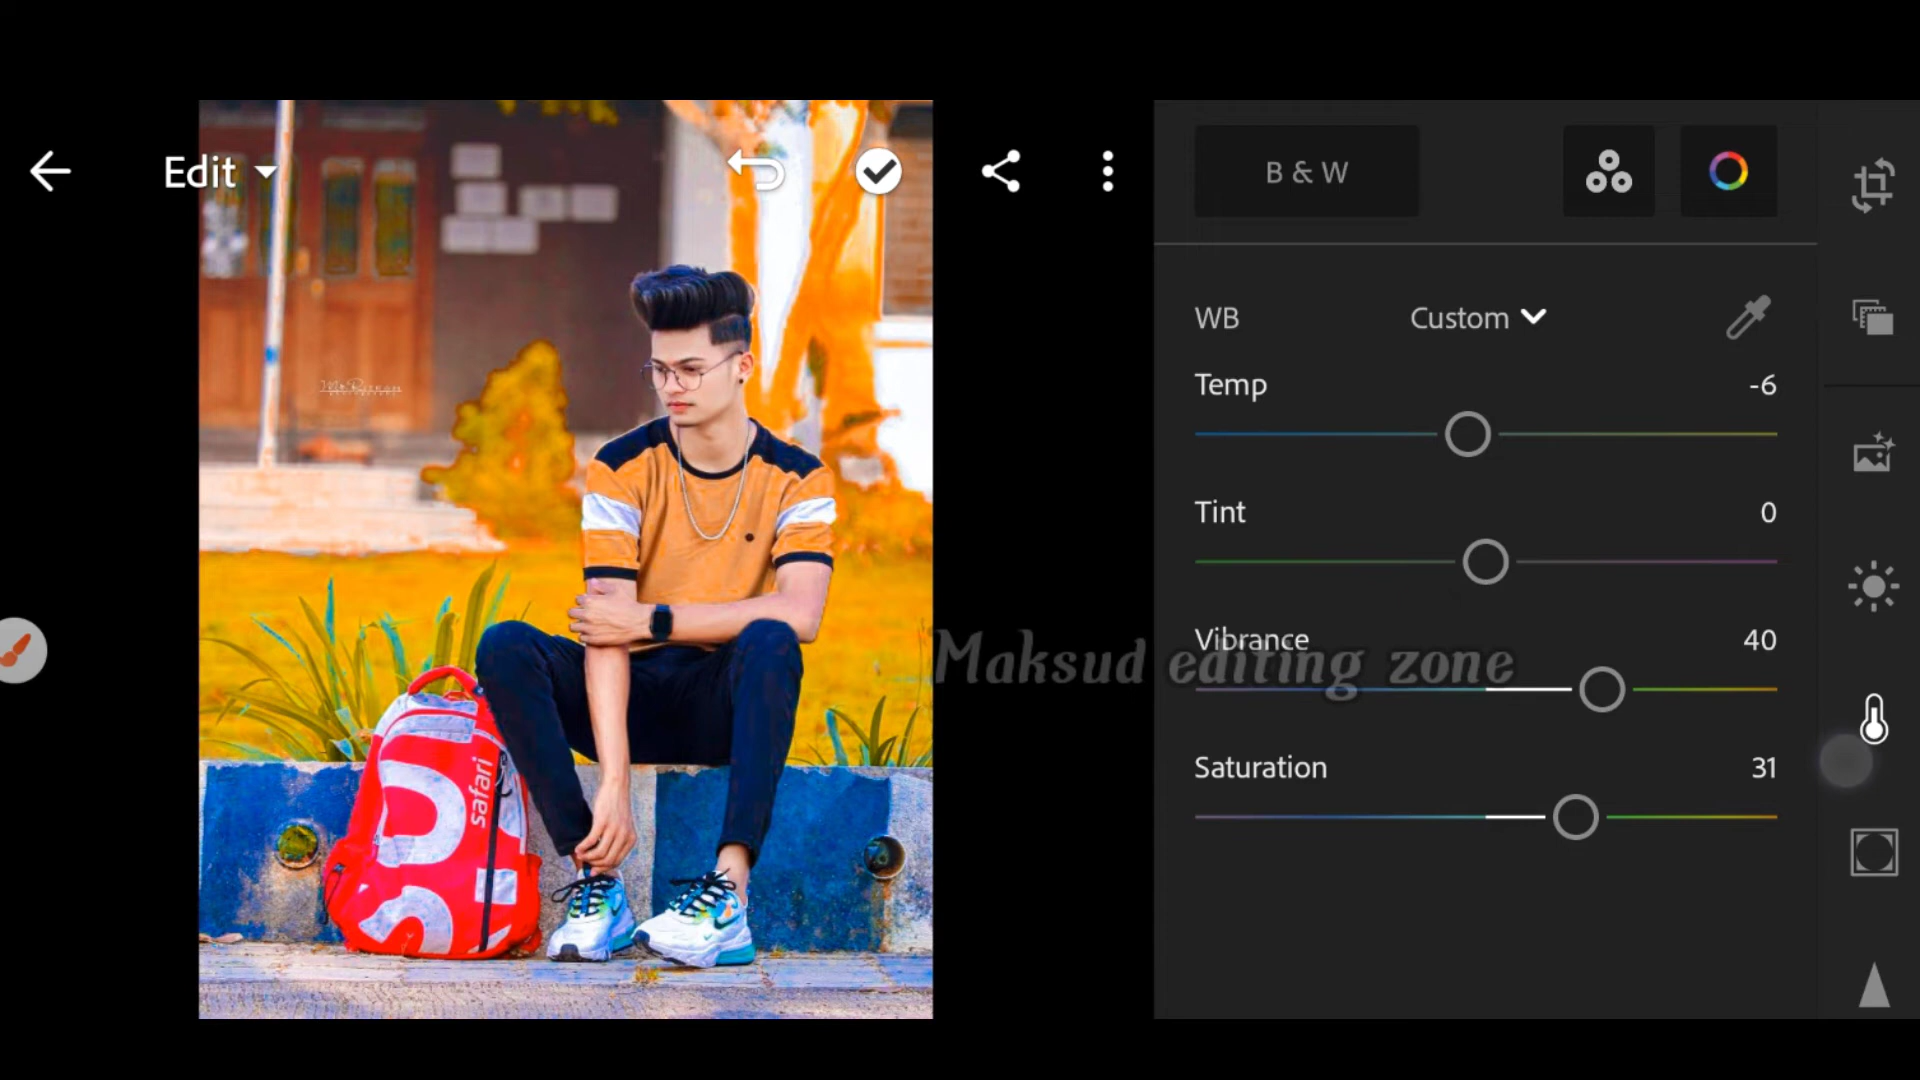 Edit
B & W
WB
Custom
Temp
-6
Tint
0
Vibrance
40
Maksud editing zone
Saturation
31
safari